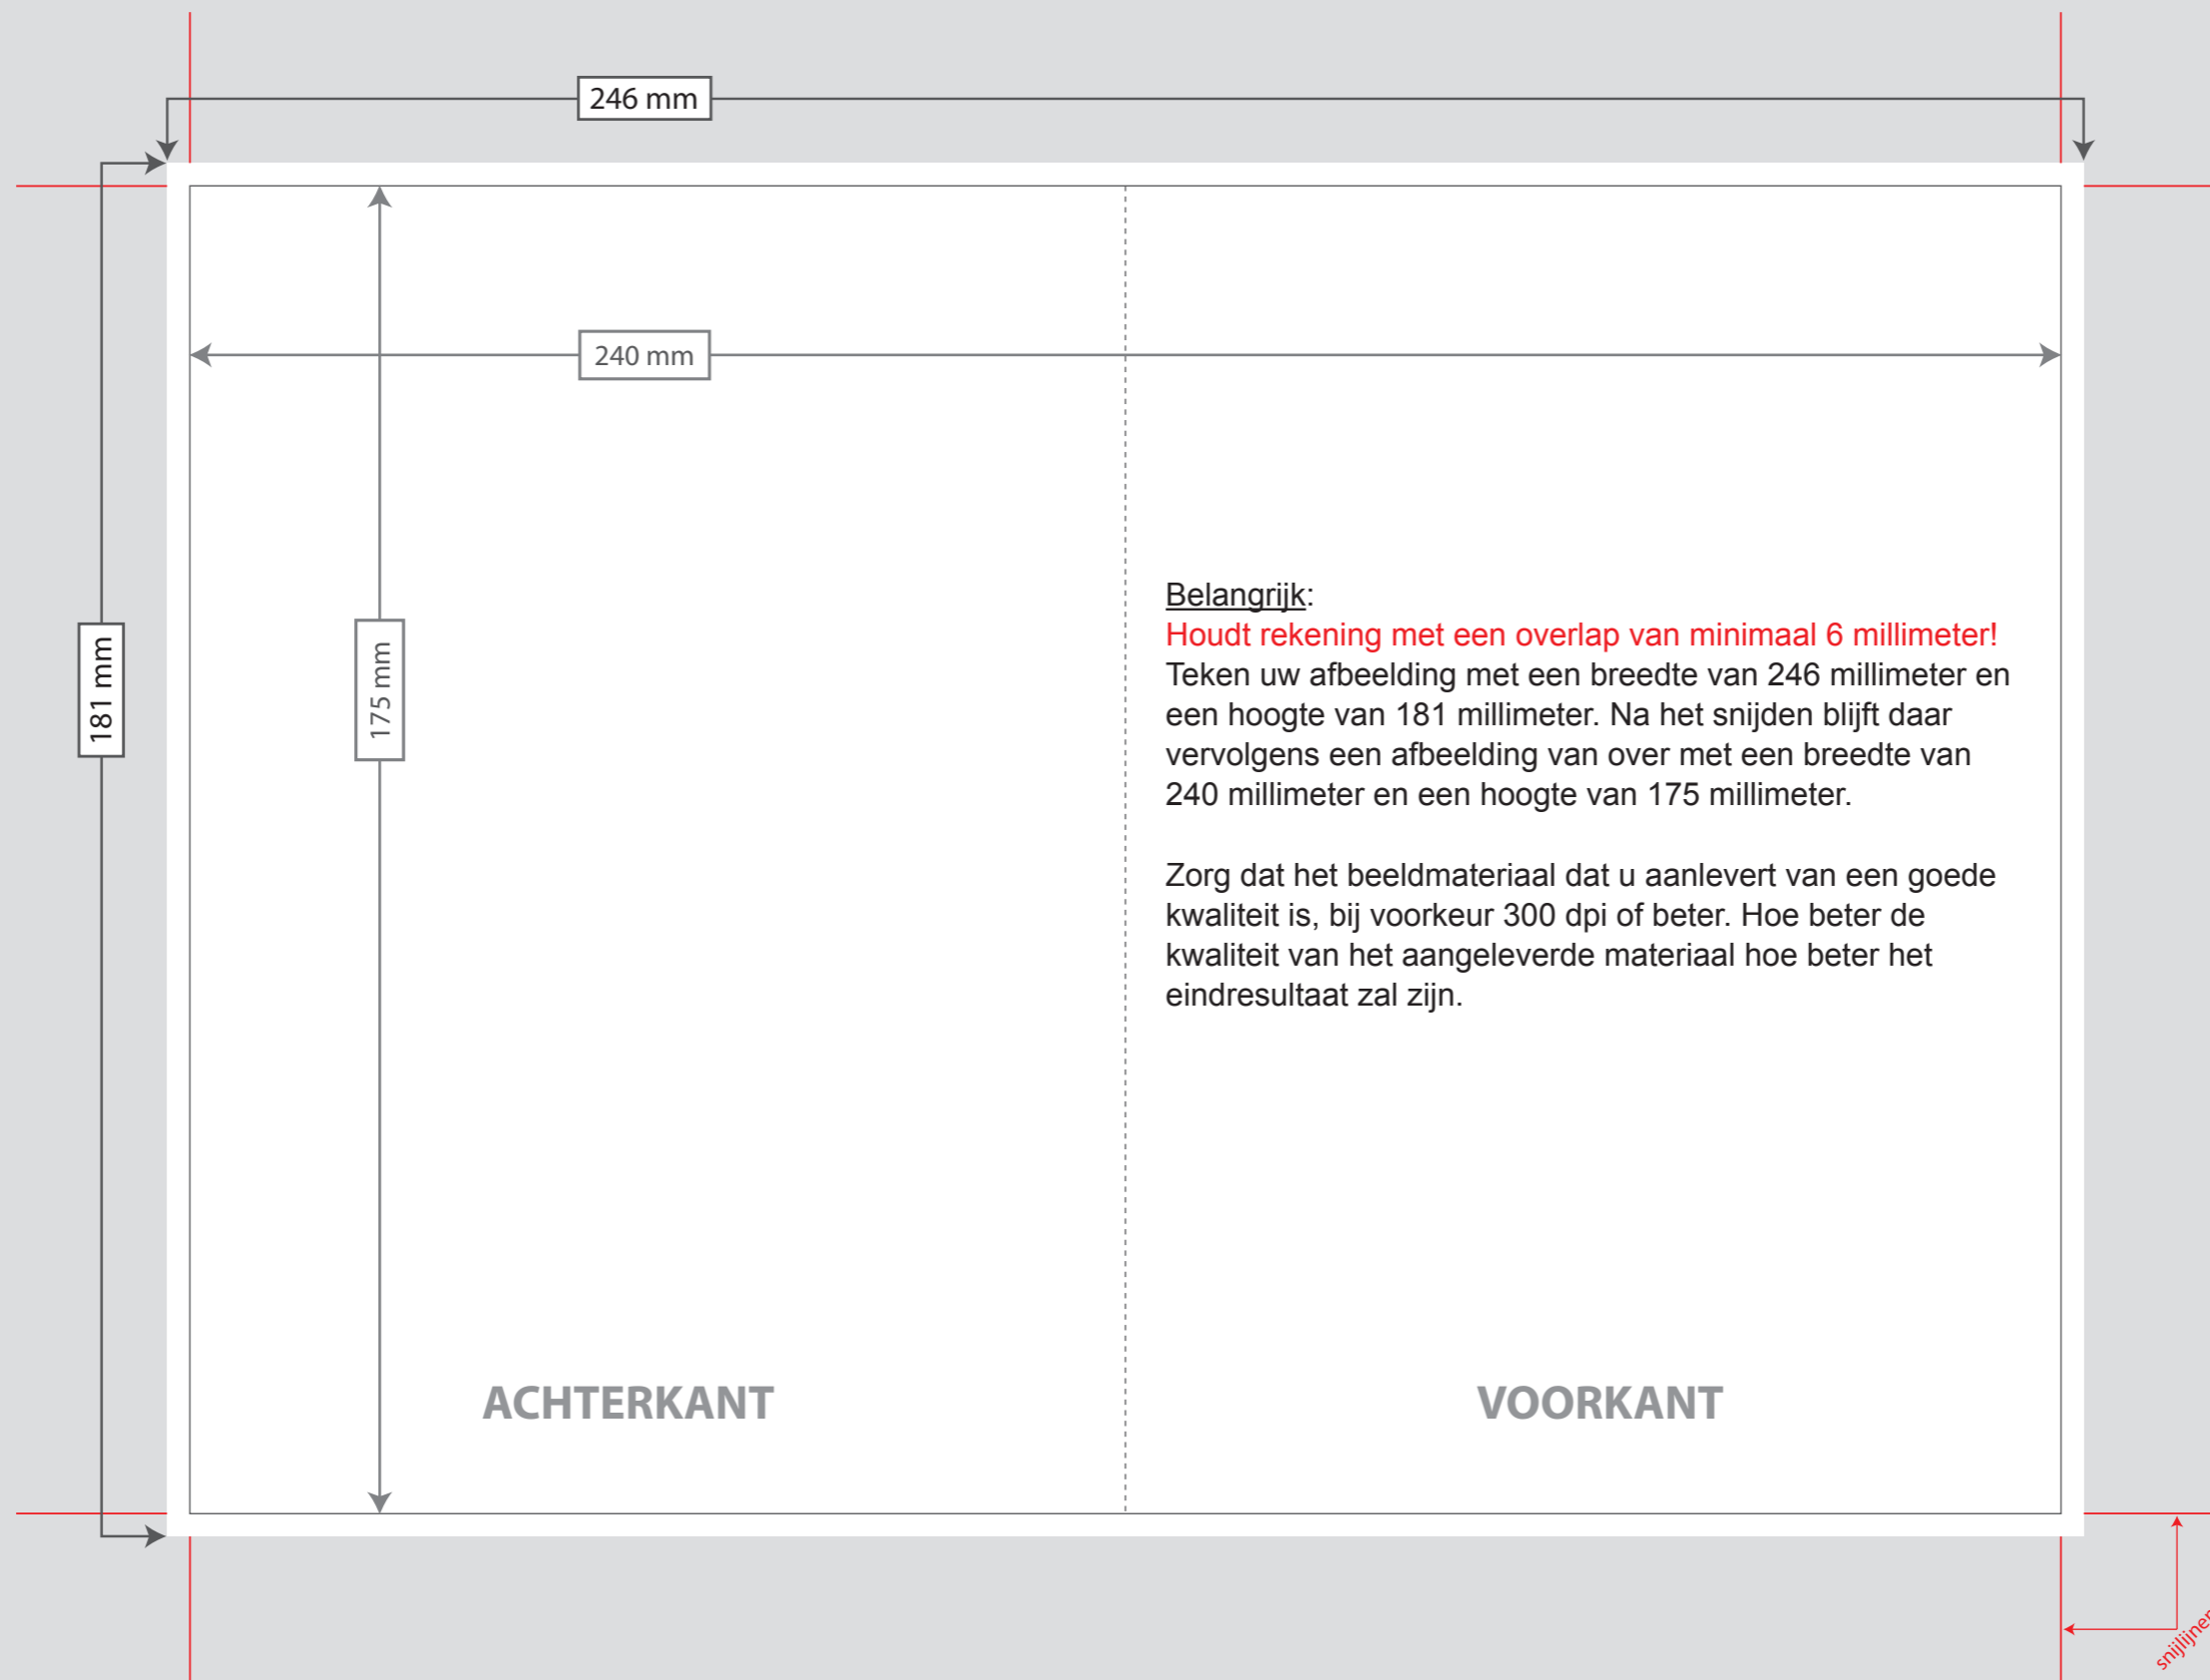 246 mm
240 mm
181 mm
175 mm
Belangrijk:
Houdt rekening met een overlap van minimaal 6 millimeter!
Teken uw afbeelding met een breedte van 246 millimeter en
een hoogte van 181 millimeter. Na het snijden blijft daar
vervolgens een afbeelding van over met een breedte van
240 millimeter en een hoogte van 175 millimeter.
Zorg dat het beeldmateriaal dat u aanlevert van een goede
kwaliteit is, bij voorkeur 300 dpi of beter. Hoe beter de
kwaliteit van het aangeleverde materiaal hoe beter het
eindresultaat zal zijn.
ACHTERKANT
VOORKANT
snijlijnen